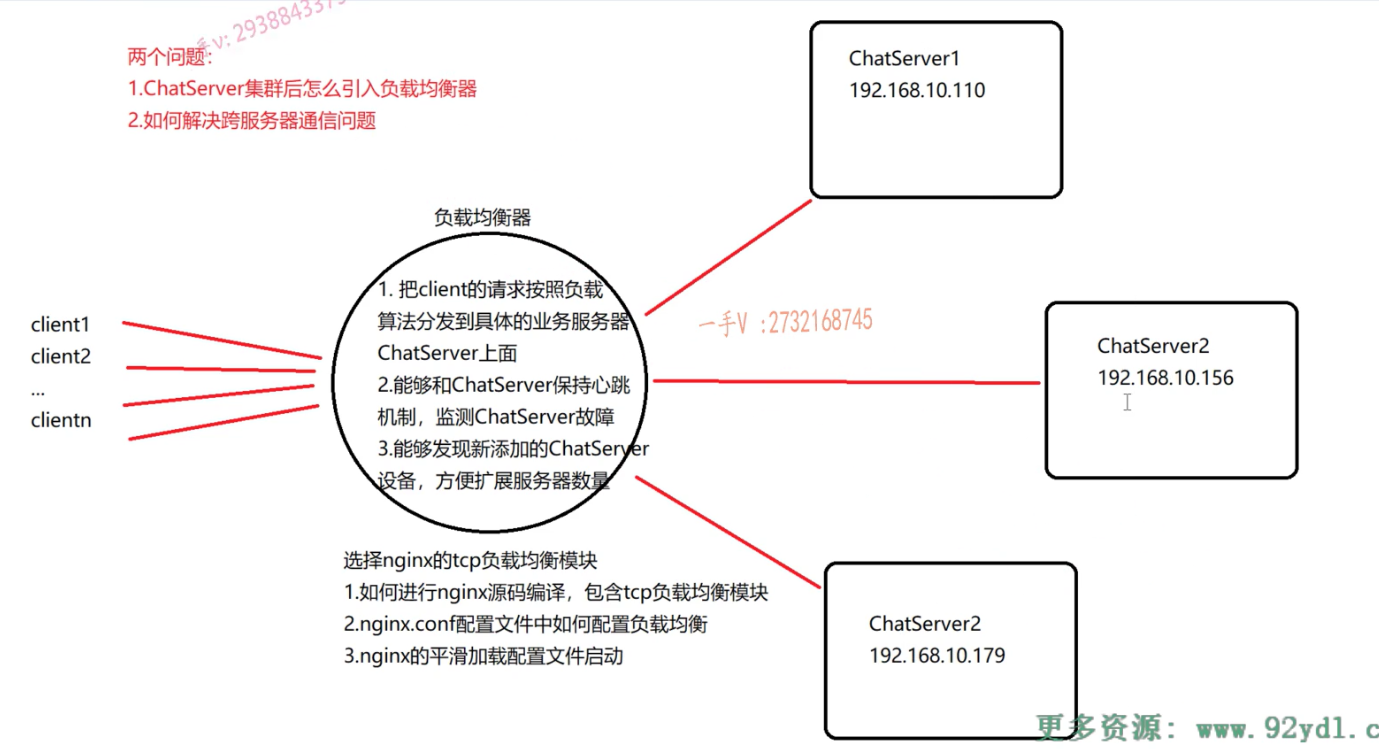 手v: 2938843375
两个问题:
1.ChatServer集群后怎么引入负载均衡器
2.如何解决跨服务器通信问题
ChatServer1
192.168.10.110
负载均衡器
1. 把client的请求按照负载
算法分发到具体的业务服务器
ChatServer上面
2.能够和ChatServer保持心跳
机制，监测ChatServer故障
3.能够发现新添加的ChatServer
设备，方便扩展服务器数量
client1
client2
...
clientn
一手V :2732168745
ChatServer2
192.168.10.156
选择nginx的tcp负载均衡模块
1.如何进行nginx源码编译，包含tcp负载均衡模块
2.nginx.conf配置文件中如何配置负载均衡
3.nginx的平滑加载配置文件启动
ChatServer2
192.168.10.179
更多资源: www.92ydl.c